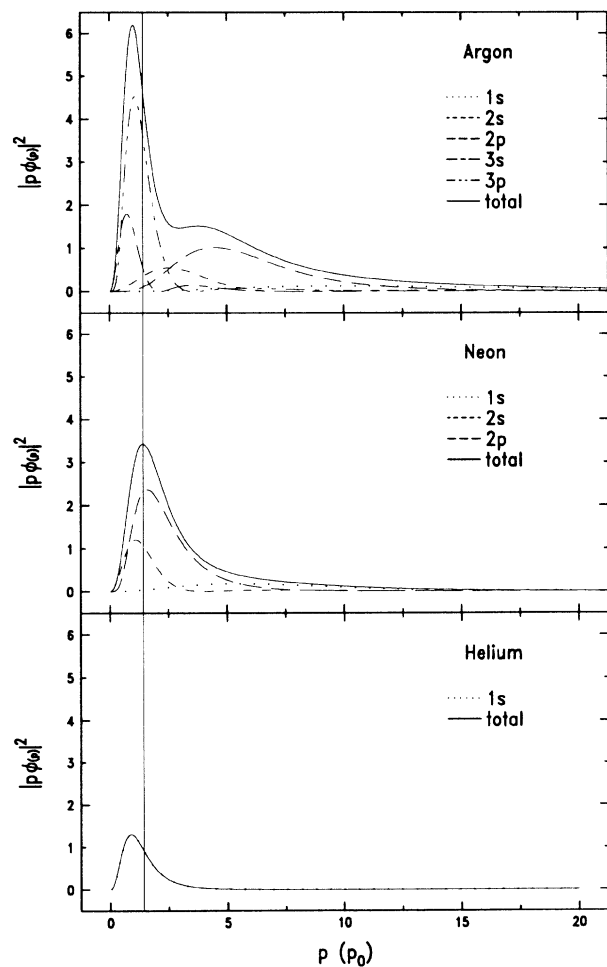 Argon
1s
2s
2p
3s
3p
total
|pϕ(p)|²
6
5
4
3
2
1
0
Neon
1s
2s
2p
total
|pϕ(p)|²
6
5
4
3
2
1
0
Helium
1s
total
|pϕ(p)|²
6
5
4
3
2
1
0
0 5 10 15 20
p (p₀)